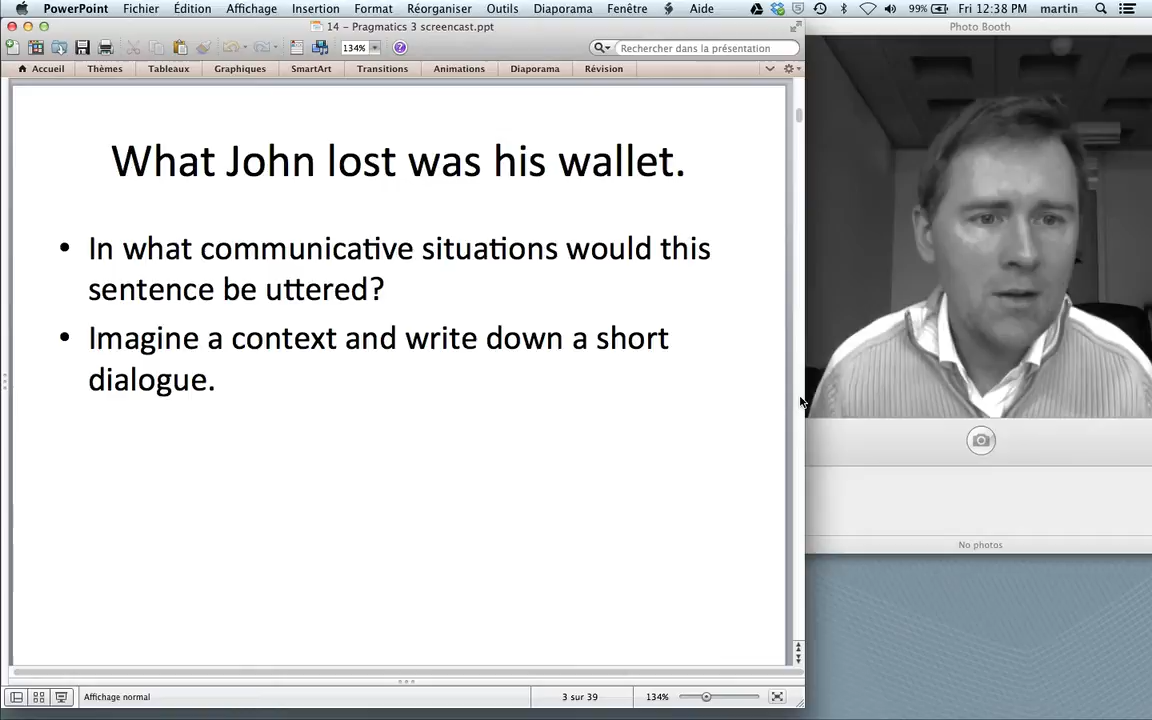 PowerPoint Fichier Édition Affichage Insertion Format Réorganiser Outils Diaporama Fenêtre Aide 99% Fri 12:38 PM martin
14 – Pragmatics 3 screencast.ppt
Photo Booth
134% Rechercher dans la présentation
Accueil Thèmes Tableaux Graphiques SmartArt Transitions Animations Diaporama Révision
What John lost was his wallet.
• In what communicative situations would this
sentence be uttered?
• Imagine a context and write down a short
dialogue.
No photos
Affichage normal 3 sur 39 134%